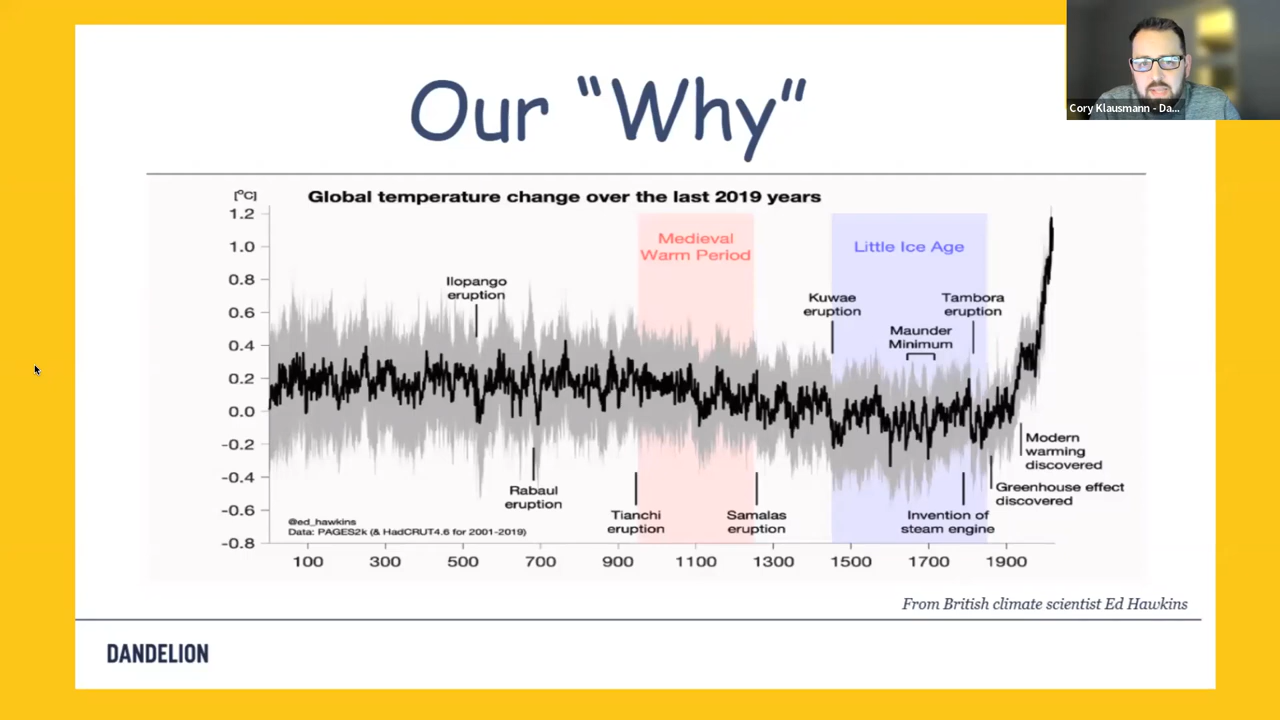 Our “Why”
Cory Klausmann - Da...
[°C]
Global temperature change over the last 2019 years
1.2
1.0
0.8
0.6
0.4
0.2
0.0
-0.2
-0.4
-0.6
-0.8
Medieval
Warm Period
Little Ice Age
Ilopango
eruption
Kuwae
eruption
Tambora
eruption
Maunder
Minimum
Modern
warming
discovered
Rabaul
eruption
Greenhouse effect
discovered
Tianchi
eruption
Samalas
eruption
Invention of
steam engine
@ed_hawkins
Data: PAGES2k (& HadCRUT4.6 for 2001-2019)
100 300 500 700 900 1100 1300 1500 1700 1900
From British climate scientist Ed Hawkins
DANDELION